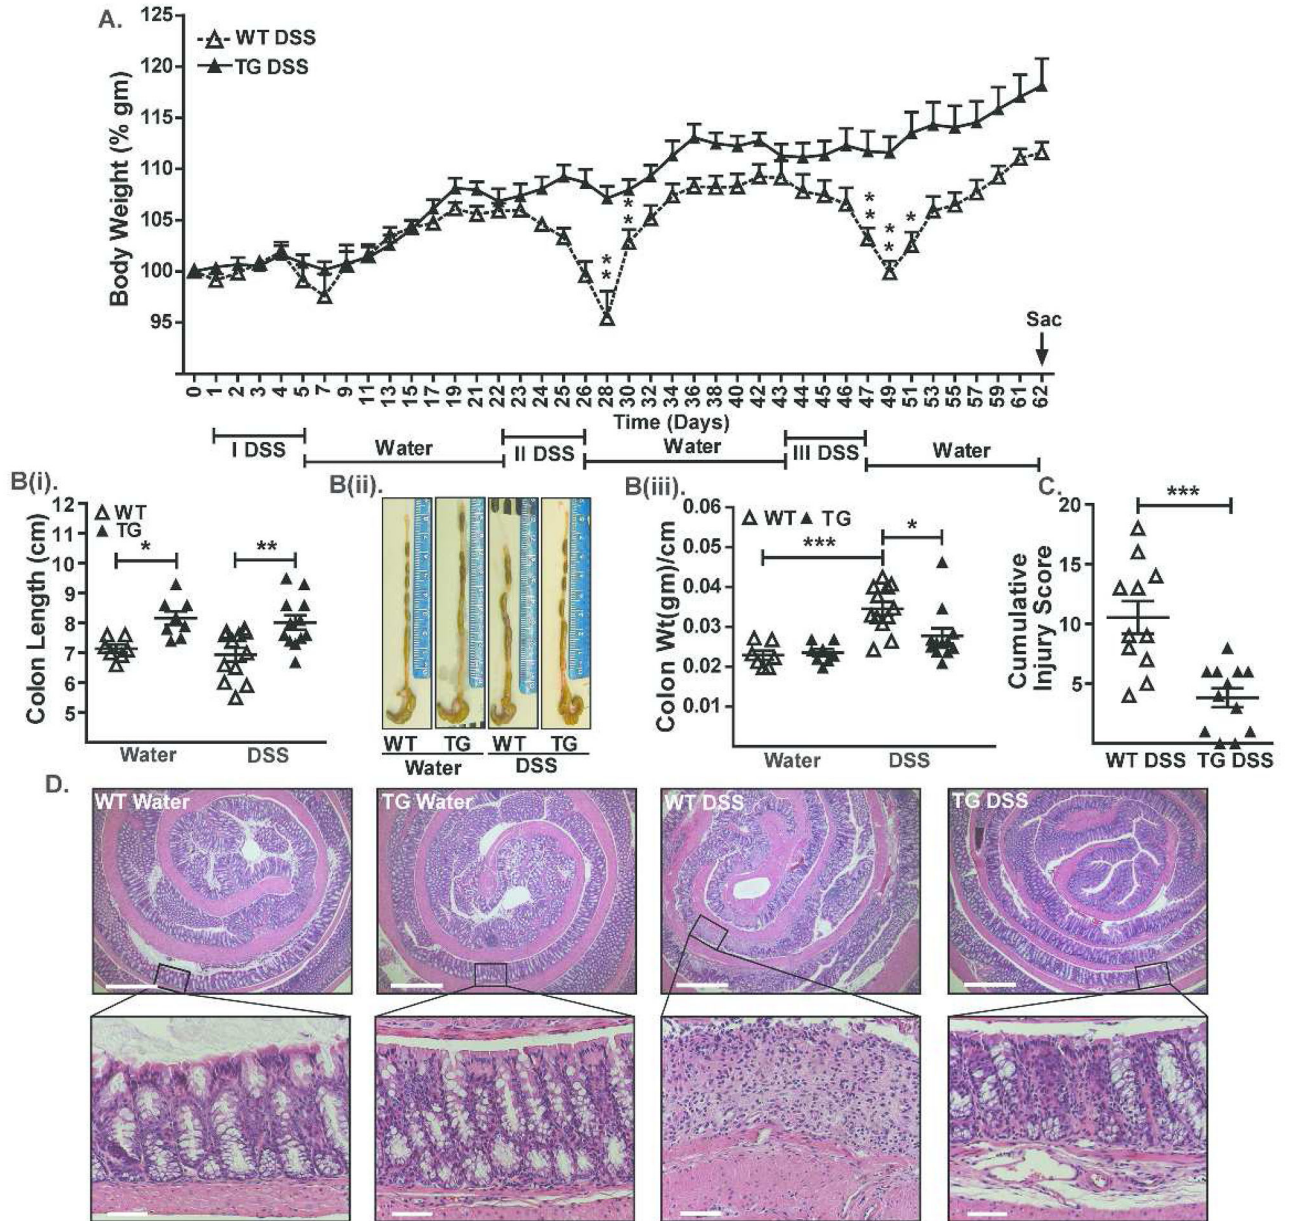 A.
125
120
115
110
105
100
95
Body Weight (% gm)
WT DSS
TG DSS
**
**
**
**
*
Sac
0 1 2 3 4 5 7 9 11 13 15 17 19 21 22 23 24 25 26 28 30 32 34 36 38 40 42 43 44 45 46 47 49 51 53 55 57 59 61 62
Time (Days)
I DSS Water II DSS Water III DSS Water
B(i).
12
11
10
9
8
7
6
5
Colon Length (cm)
WT
TG
*
**
Water DSS
B(ii).
WT TG WT TG
Water DSS
B(iii).
0.06
0.05
0.04
0.03
0.02
0.01
Colon Wt(gm)/cm
WT TG
***
*
Water DSS
C.
20
15
10
5
Cumulative
Injury Score
***
WT DSS TG DSS
D.
WT Water
TG Water
WT DSS
TG DSS